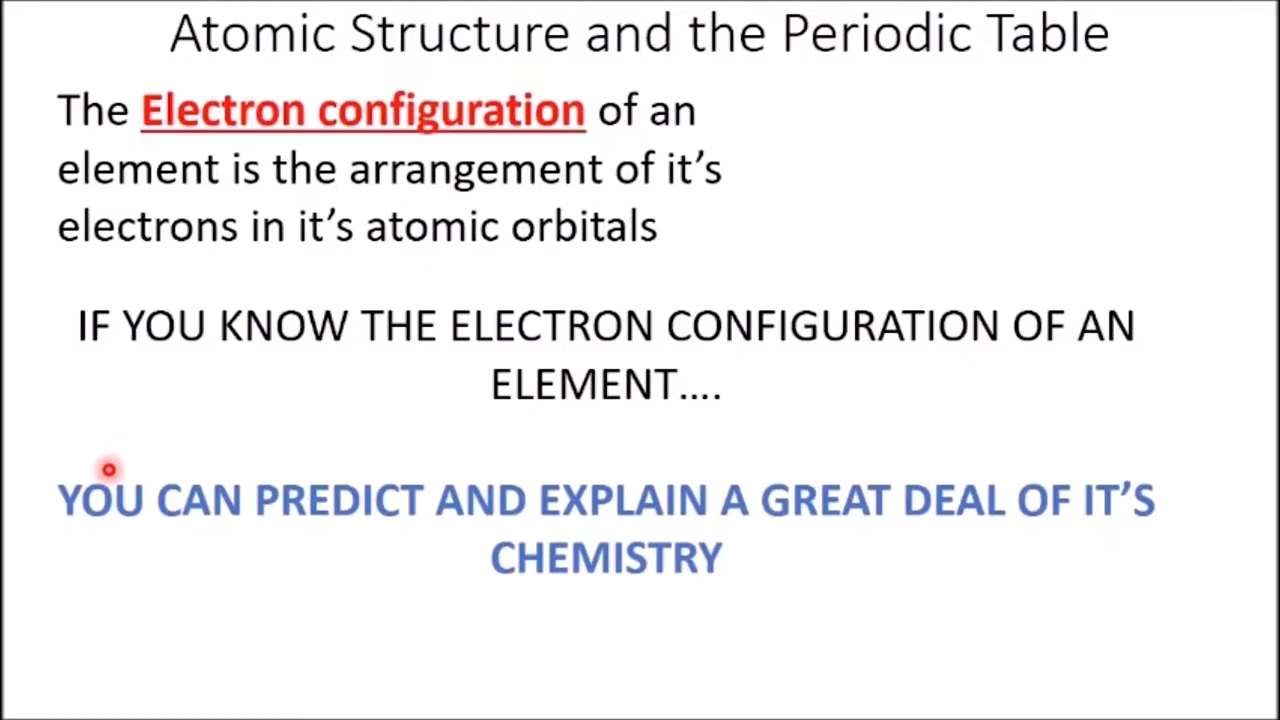 Atomic Structure and the Periodic Table
The Electron configuration of an
element is the arrangement of it’s
electrons in it’s atomic orbitals
IF YOU KNOW THE ELECTRON CONFIGURATION OF AN
ELEMENT....
YOU CAN PREDICT AND EXPLAIN A GREAT DEAL OF IT’S
CHEMISTRY